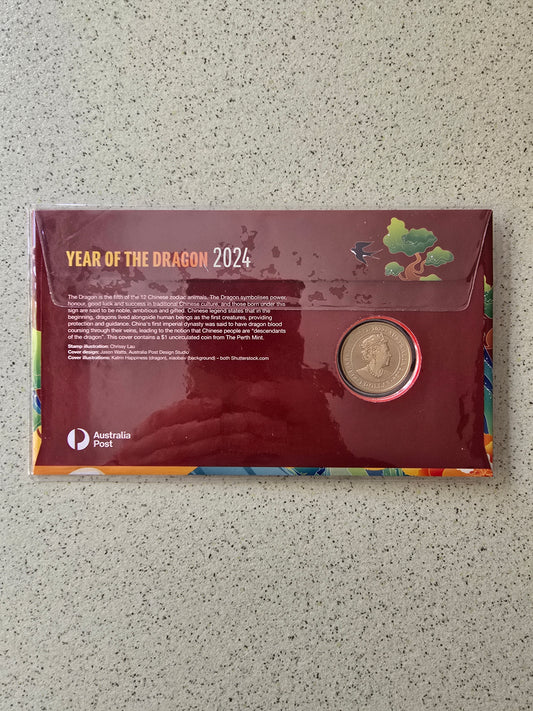 YEAR OF THE DRAGON 2024
The Dragon is the fifth of the 12 Chinese zodiac animals. The Dragon symbolises power,
honour, good luck and success in traditional Chinese culture, and those born under this
sign are said to be noble, ambitious and gifted. Chinese legend states that in the
beginning, dragons lived alongside human beings as the first creatures, providing
protection and guidance. China's first imperial dynasty was said to have dragon blood
coursing through their veins, leading to the notion that Chinese people are "descendants
of the dragon". This cover contains a $1 uncirculated coin from The Perth Mint.
Stamp illustration: Chrissy Lau
Cover design: Jason Watts, Australia Post Design Studio
Cover illustrations: Katrin Happiness (dragon), xiaobaiv (background) – both Shutterstock.com
Australia
Post